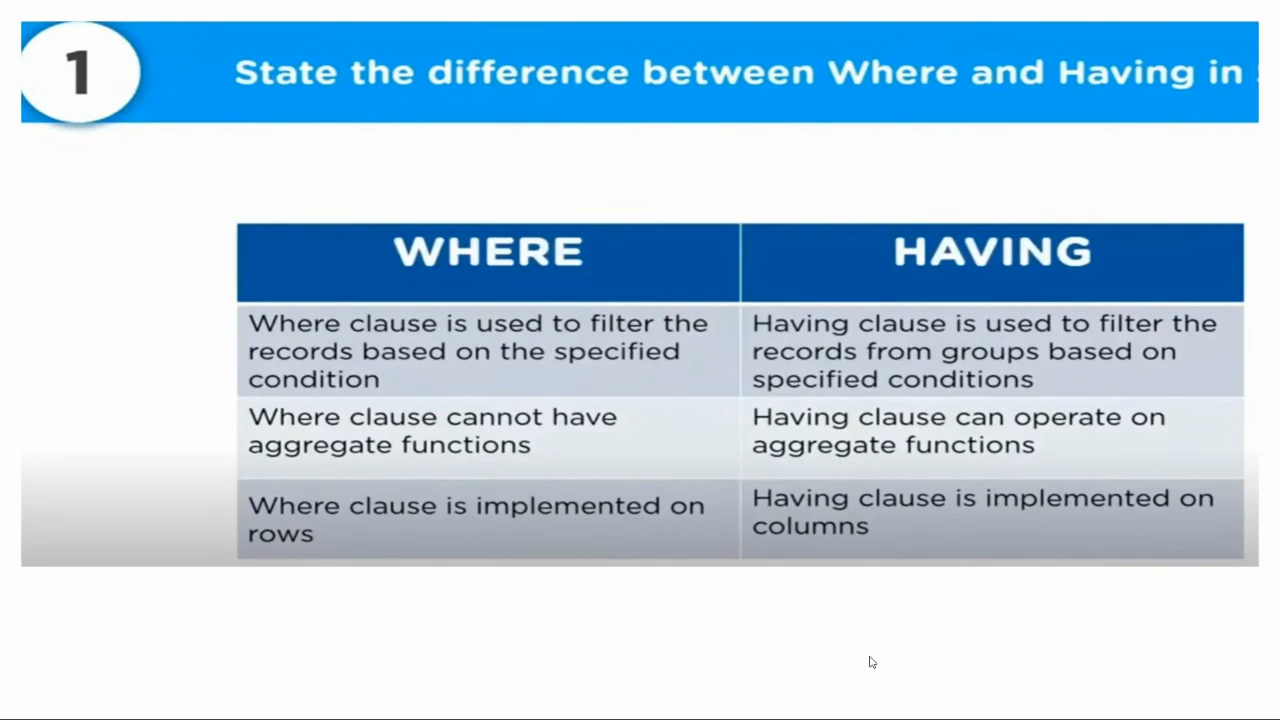 1
State the difference between Where and Having in
WHERE
HAVING
Where clause is used to filter the
records based on the specified
condition
Having clause is used to filter the
records from groups based on
specified conditions
Where clause cannot have
aggregate functions
Having clause can operate on
aggregate functions
Where clause is implemented on
rows
Having clause is implemented on
columns